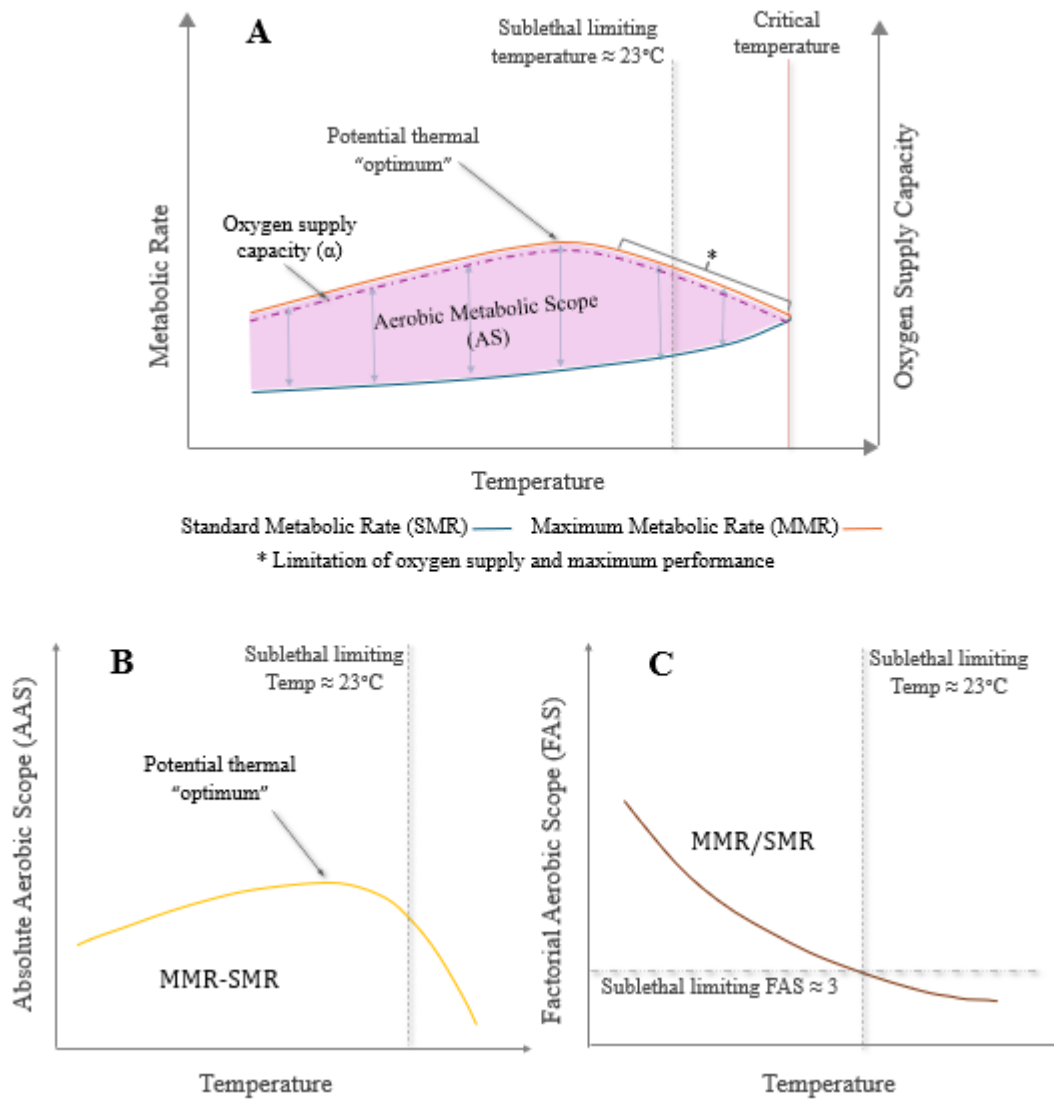 A
Sublethal limiting
temperature ≈ 23°C
Critical
temperature
Potential thermal
“optimum”
Oxygen supply
capacity (α)
*
Aerobic Metabolic Scope
(AS)
Metabolic Rate
Oxygen Supply Capacity
Temperature
Standard Metabolic Rate (SMR)
Maximum Metabolic Rate (MMR)
* Limitation of oxygen supply and maximum performance
B
Sublethal limiting
Temp ≈ 23°C
Potential thermal
“optimum”
MMR-SMR
Absolute Aerobic Scope (AAS)
Temperature
C
Sublethal limiting
Temp ≈ 23°C
MMR/SMR
Sublethal limiting FAS ≈ 3
Factorial Aerobic Scope (FAS)
Temperature